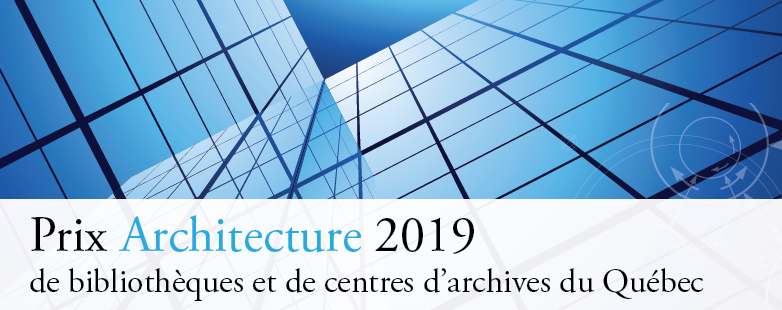 Prix Architecture 2019
de bibliothèques et de centres d’archives du Québec